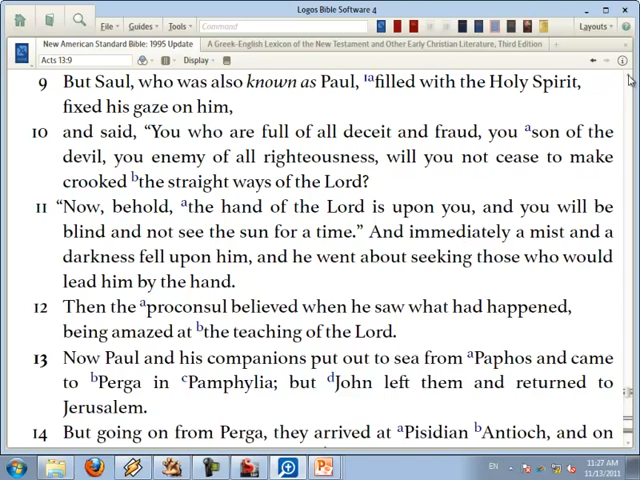 Logos Bible Software 4
File Guides Tools Command Layouts
New American Standard Bible: 1995 Update A Greek-English Lexicon of the New Testament and Other Early Christian Literature, Third Edition +
Acts 13:9 Display
9 But Saul, who was also known as Paul, 1afilled with the Holy Spirit,
fixed his gaze on him,
10 and said, “You who are full of all deceit and fraud, you ason of the
devil, you enemy of all righteousness, will you not cease to make
crooked bthe straight ways of the Lord?
11 “Now, behold, athe hand of the Lord is upon you, and you will be
blind and not see the sun for a time.” And immediately a mist and a
darkness fell upon him, and he went about seeking those who would
lead him by the hand.
12 Then the aproconsul believed when he saw what had happened,
being amazed at bthe teaching of the Lord.
13 Now Paul and his companions put out to sea from aPaphos and came
to bPerga in cPamphylia; but dJohn left them and returned to
Jerusalem.
14 But going on from Perga, they arrived at aPisidian bAntioch, and on
EN 11:27 AM
11/13/2011